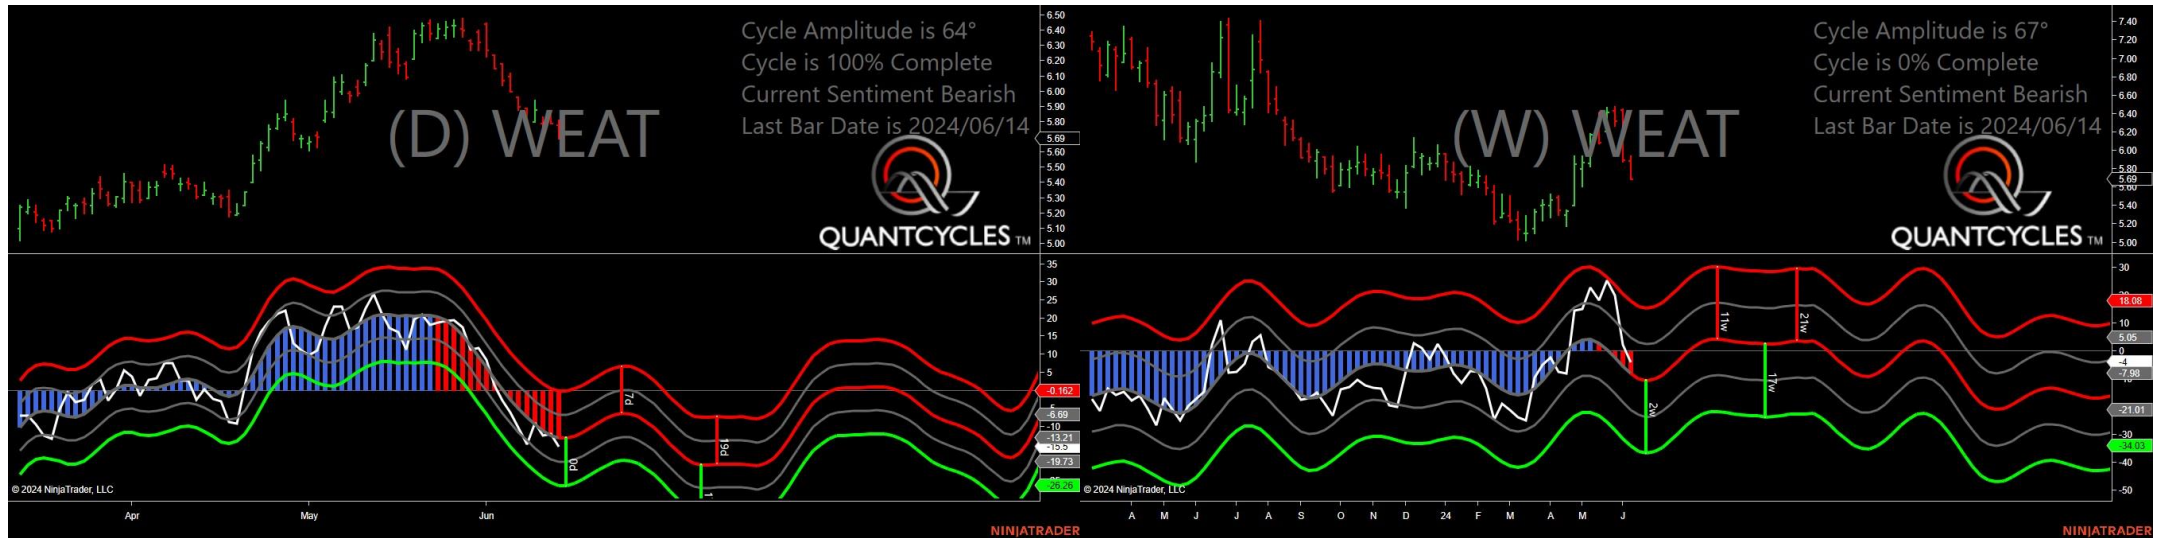 Cycle Amplitude is 64°
Cycle is 100% Complete
Current Sentiment Bearish
Last Bar Date is 2024/06/14
(D) WEAT
QUANTCYCLES TM
6.50
6.40
6.30
6.20
6.10
6.00
5.90
5.80
5.69
5.60
5.50
5.40
5.30
5.20
5.10
5.00
35
30
25
20
15
10
5
-0.162
-6.69
-10
-13.21
-15.5
-19.73
-26.26
7d
19d
0d
1
© 2024 NinjaTrader, LLC
Apr May Jun
NINJATRADER
Cycle Amplitude is 67°
Cycle is 0% Complete
Current Sentiment Bearish
Last Bar Date is 2024/06/14
(W) WEAT
QUANTCYCLES TM
7.40
7.20
7.00
6.80
6.60
6.40
6.20
6.00
5.80
5.69
5.60
5.40
5.20
5.00
30
18.08
10
5.05
0
-4
-7.98
-21.01
-30
-34.03
-40
-50
11w
21w
17w
2w
© 2024 NinjaTrader, LLC
A M J J A S O N D 24 F M A M J
NINJATRADER